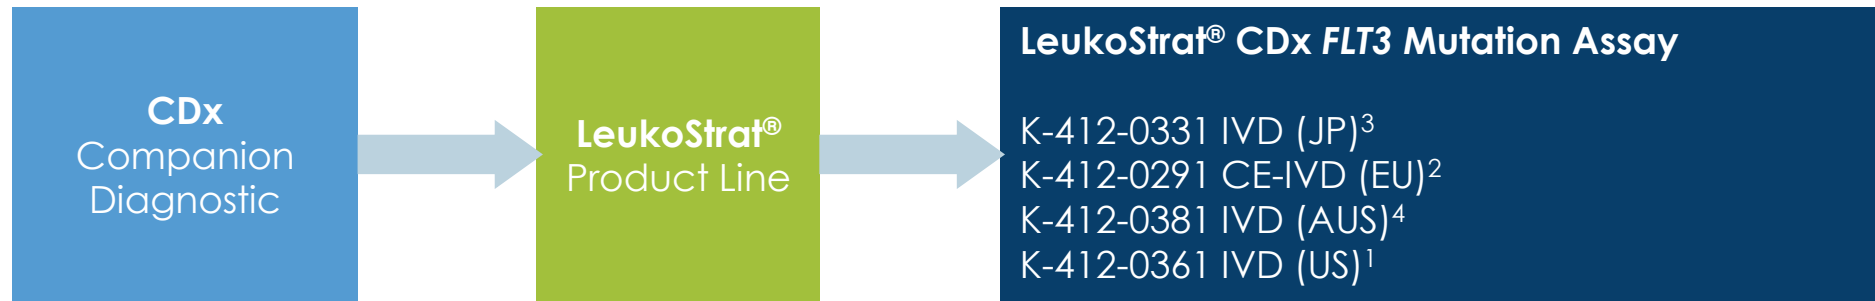 CDx
Companion
Diagnostic
LeukoStrat®
Product Line
LeukoStrat® CDx FLT3 Mutation Assay
K-412-0331 IVD (JP)³
K-412-0291 CE-IVD (EU)²
K-412-0381 IVD (AUS)⁴
K-412-0361 IVD (US)¹